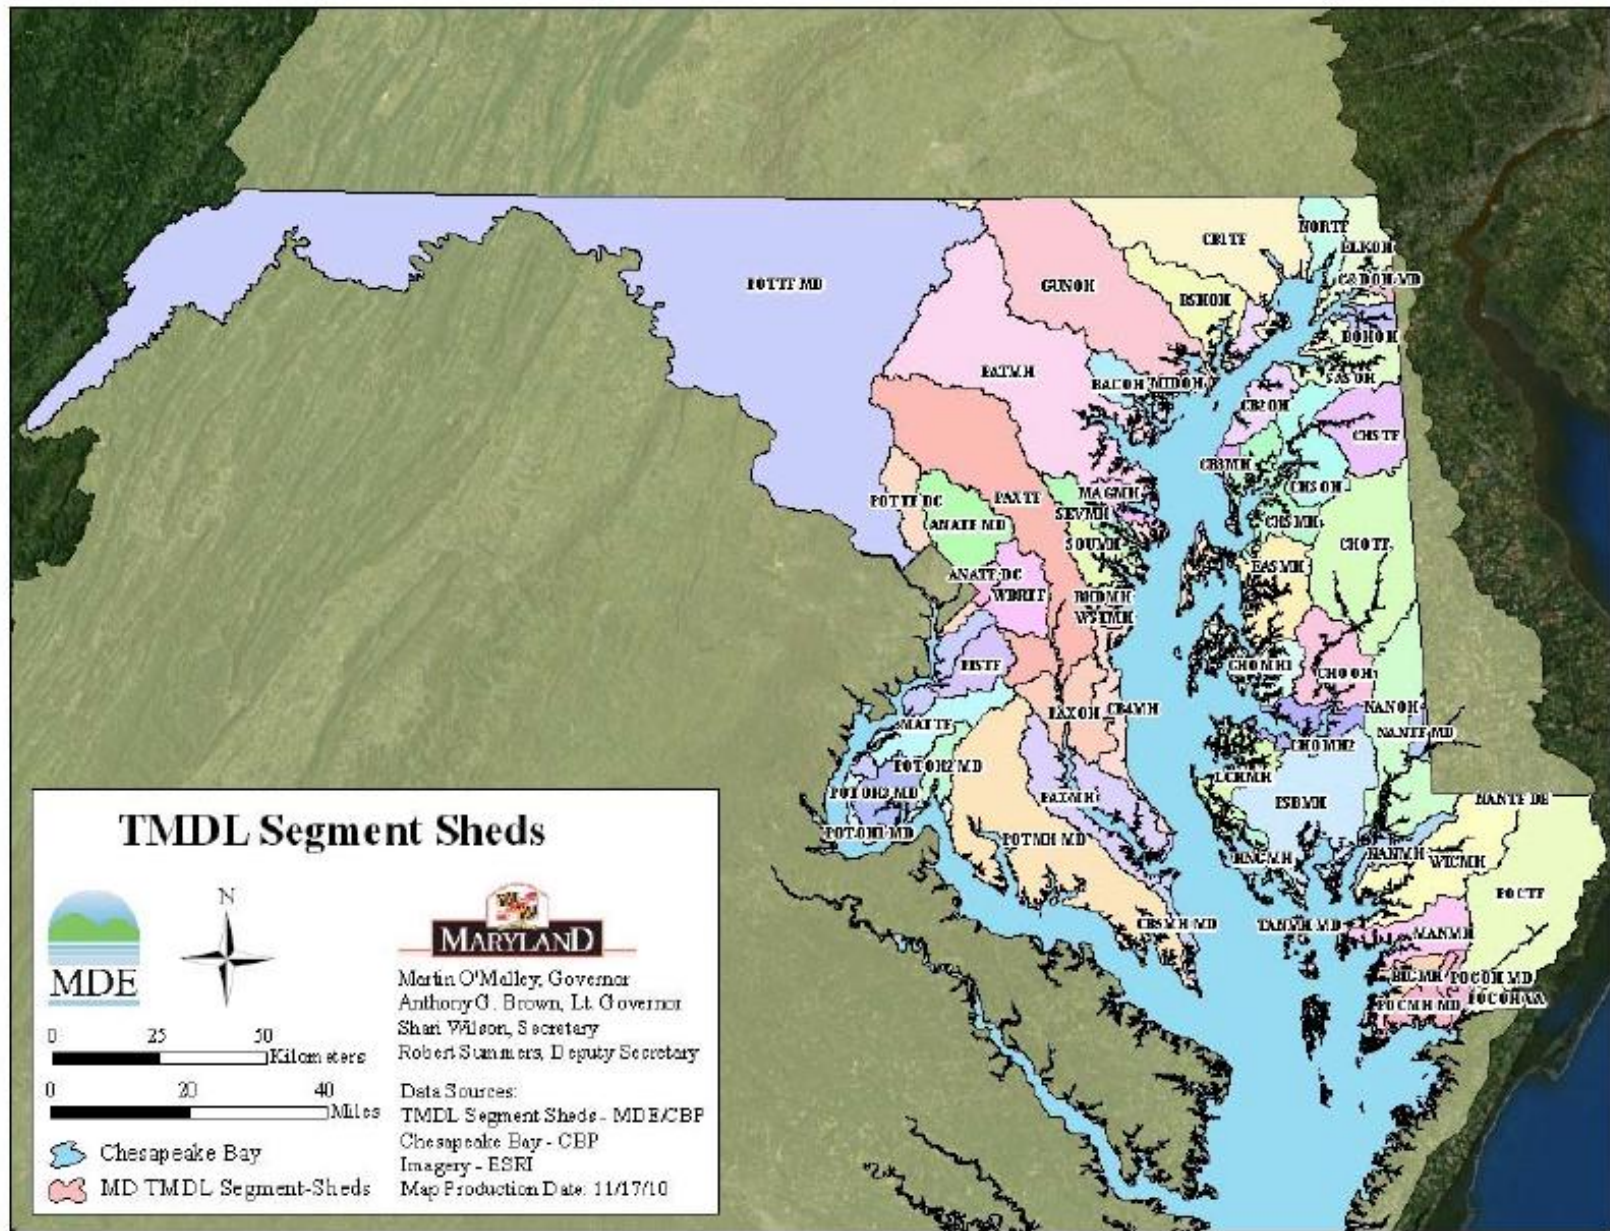 NORTF
CB1TF
ELKOH
POTTF MD
GUNOH
C&DOH MD
BSHOH
BOHOH
PATMH
BACOH
MIDOH
SASOH
CB2OH
CHSTF
CB3MH
CHSOH
MAGMH
POTTF DC
PAXTF
SEVMH
ANATF MD
CHSMH
SOUMH
CHOTF
EASMH
ANATF DC
WBRTF
RHDMH
WSTMH
PISTF
CHOMH1
CHOOH
PAXOH
CB4MH
NANOH
MATTF
NANTF MD
CHOMH2
POTOH2 MD
LCHMH
POTOH3 MD
PAXMH
FSBMH
NANTF DE
POTOH1 MD
POTMH MD
HNGMH
NANMH
WICMH
POCTF
CB5MH MD
TANMH MD
MANMH
BIGMH
POCOH MD
POCMH MD
POCOH VA
TMDL Segment Sheds
N
MDE
MARYLAND
Martin O'Malley, Governor
Anthony G. Brown, Lt. Governor
Shari Wilson, Secretary
Robert Summers, Deputy Secretary
0 25 50
Kilometers
0 20 40
Miles
Data Sources:
TMDL Segment Sheds - MDE/CBP
Chesapeake Bay - CBP
Imagery - ESRI
Map Production Date: 11/17/10
Chesapeake Bay
MD TMDL Segment-Sheds